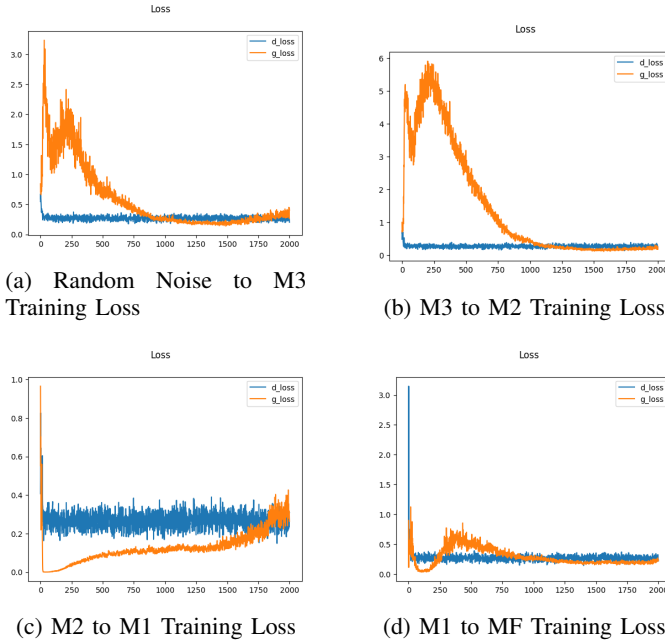 Loss
d_loss
g_loss
3.0
2.5
2.0
1.5
1.0
0.5
0.0
0 250 500 750 1000 1250 1500 1750 2000
(a) Random Noise to M3
Training Loss
Loss
d_loss
g_loss
6
5
4
3
2
1
0
0 250 500 750 1000 1250 1500 1750 2000
(b) M3 to M2 Training Loss
Loss
d_loss
g_loss
1.0
0.8
0.6
0.4
0.2
0.0
0 250 500 750 1000 1250 1500 1750 2000
(c) M2 to M1 Training Loss
Loss
d_loss
g_loss
3.0
2.5
2.0
1.5
1.0
0.5
0.0
0 250 500 750 1000 1250 1500 1750 2000
(d) M1 to MF Training Loss